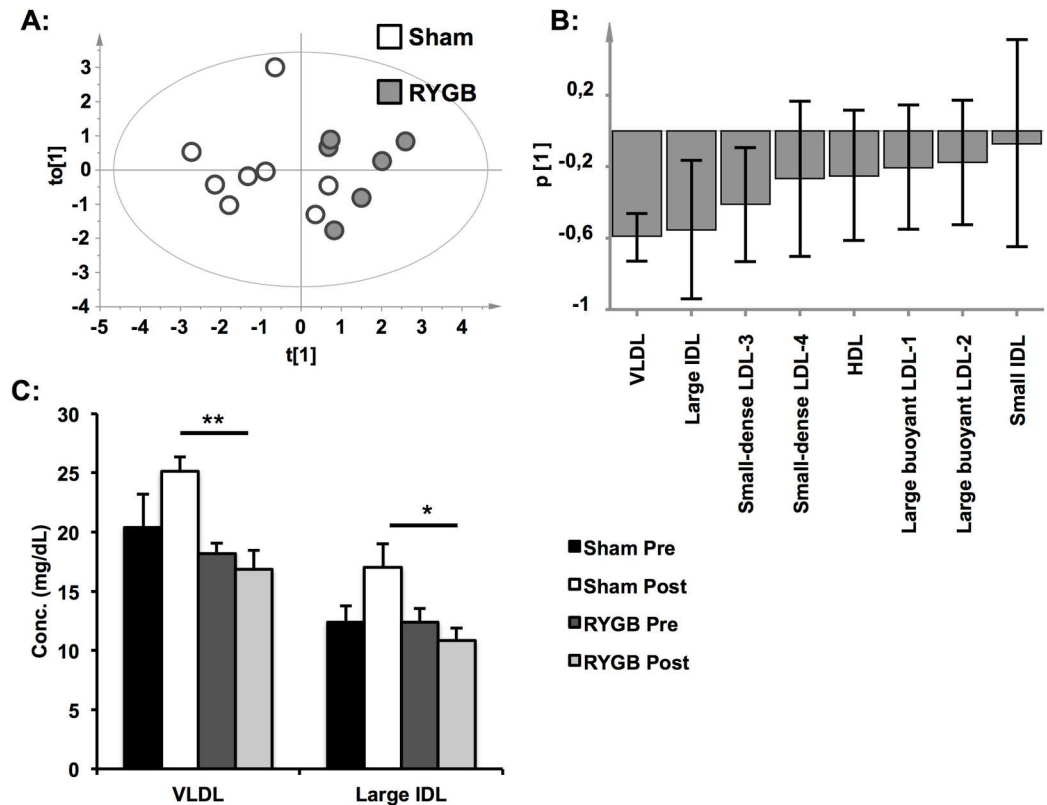 A:
Sham
RYGB
to[1]
3
2
1
0
-1
-2
-3
-4
-5 -4 -3 -2 -1 0 1 2 3 4
t[1]
B:
p [1]
0,2
-0,2
-0,6
-1
VLDL
Large IDL
Small-dense LDL-3
Small-dense LDL-4
HDL
Large buoyant LDL-1
Large buoyant LDL-2
Small IDL
C:
Conc. (mg/dL)
30
25
20
15
10
5
0
**
*
VLDL Large IDL
Sham Pre
Sham Post
RYGB Pre
RYGB Post